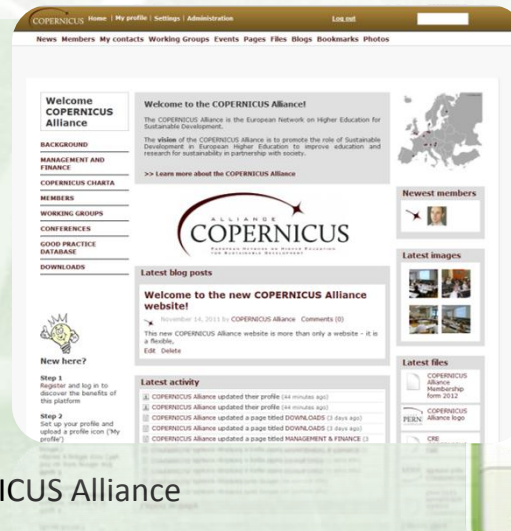 COPERNICUS Home | My profile | Settings | Administration Log out
News Members My contacts Working Groups Events Pages Files Blogs Bookmarks Photos
Welcome
COPERNICUS
Alliance
BACKGROUND
MANAGEMENT AND
FINANCE
COPERNICUS CHARTA
MEMBERS
WORKING GROUPS
CONFERENCES
GOOD PRACTICE
DATABASE
DOWNLOADS
New here?
Step 1
Register and log in to
discover the benefits of
this platform
Step 2
Set up your profile and
upload a profile icon ('My
profile')
Welcome to the COPERNICUS Alliance!
The COPERNICUS Alliance is the European Network on Higher Education for
Sustainable Development.
The vision of the COPERNICUS Alliance is to promote the role of Sustainable
Development in European Higher Education to improve education and
research for sustainability in partnership with society.
>> Learn more about the COPERNICUS Alliance
ALLIANCE
COPERNICUS
EUROPEAN NETWORK ON HIGHER EDUCATION
FOR SUSTAINABLE DEVELOPMENT
Latest blog posts
Welcome to the new COPERNICUS Alliance
website!
November 14, 2011 by COPERNICUS Alliance Comments (0)
This new COPERNICUS Alliance website is more than only a website - it is
a flexible,
Edit Delete
Latest activity
COPERNICUS Alliance updated their profile (44 minutes ago)
COPERNICUS Alliance updated their profile (44 minutes ago)
COPERNICUS Alliance updated a page titled DOWNLOADS (3 days ago)
COPERNICUS Alliance updated a page titled DOWNLOADS (3 days ago)
COPERNICUS Alliance updated a page titled MANAGEMENT & FINANCE (3
Newest members
Latest images
Latest files
COPERNICUS
Alliance
Membership
form 2012
PERN
COPERNICUS
Alliance logo
CRE
ICUS Alliance